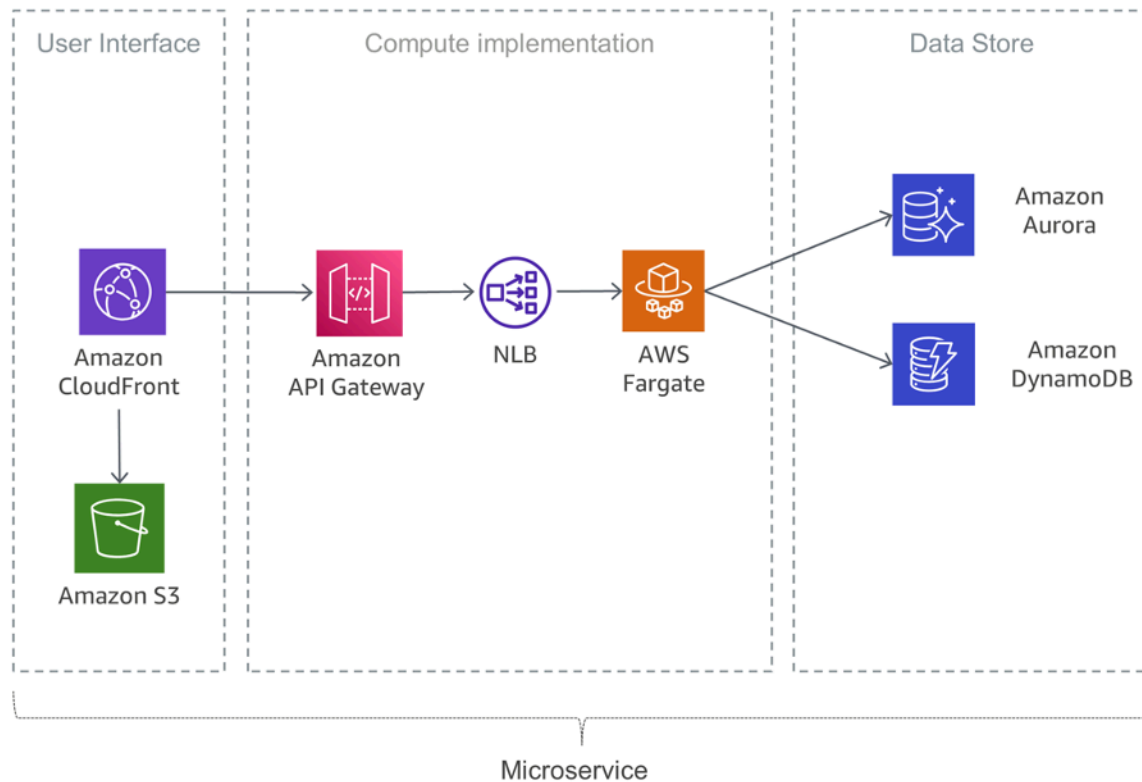 User Interface
Compute implementation
Data Store
Amazon
Aurora
Amazon
CloudFront
Amazon
API Gateway
</>
NLB
AWS
Fargate
Amazon
DynamoDB
Amazon S3
Microservice